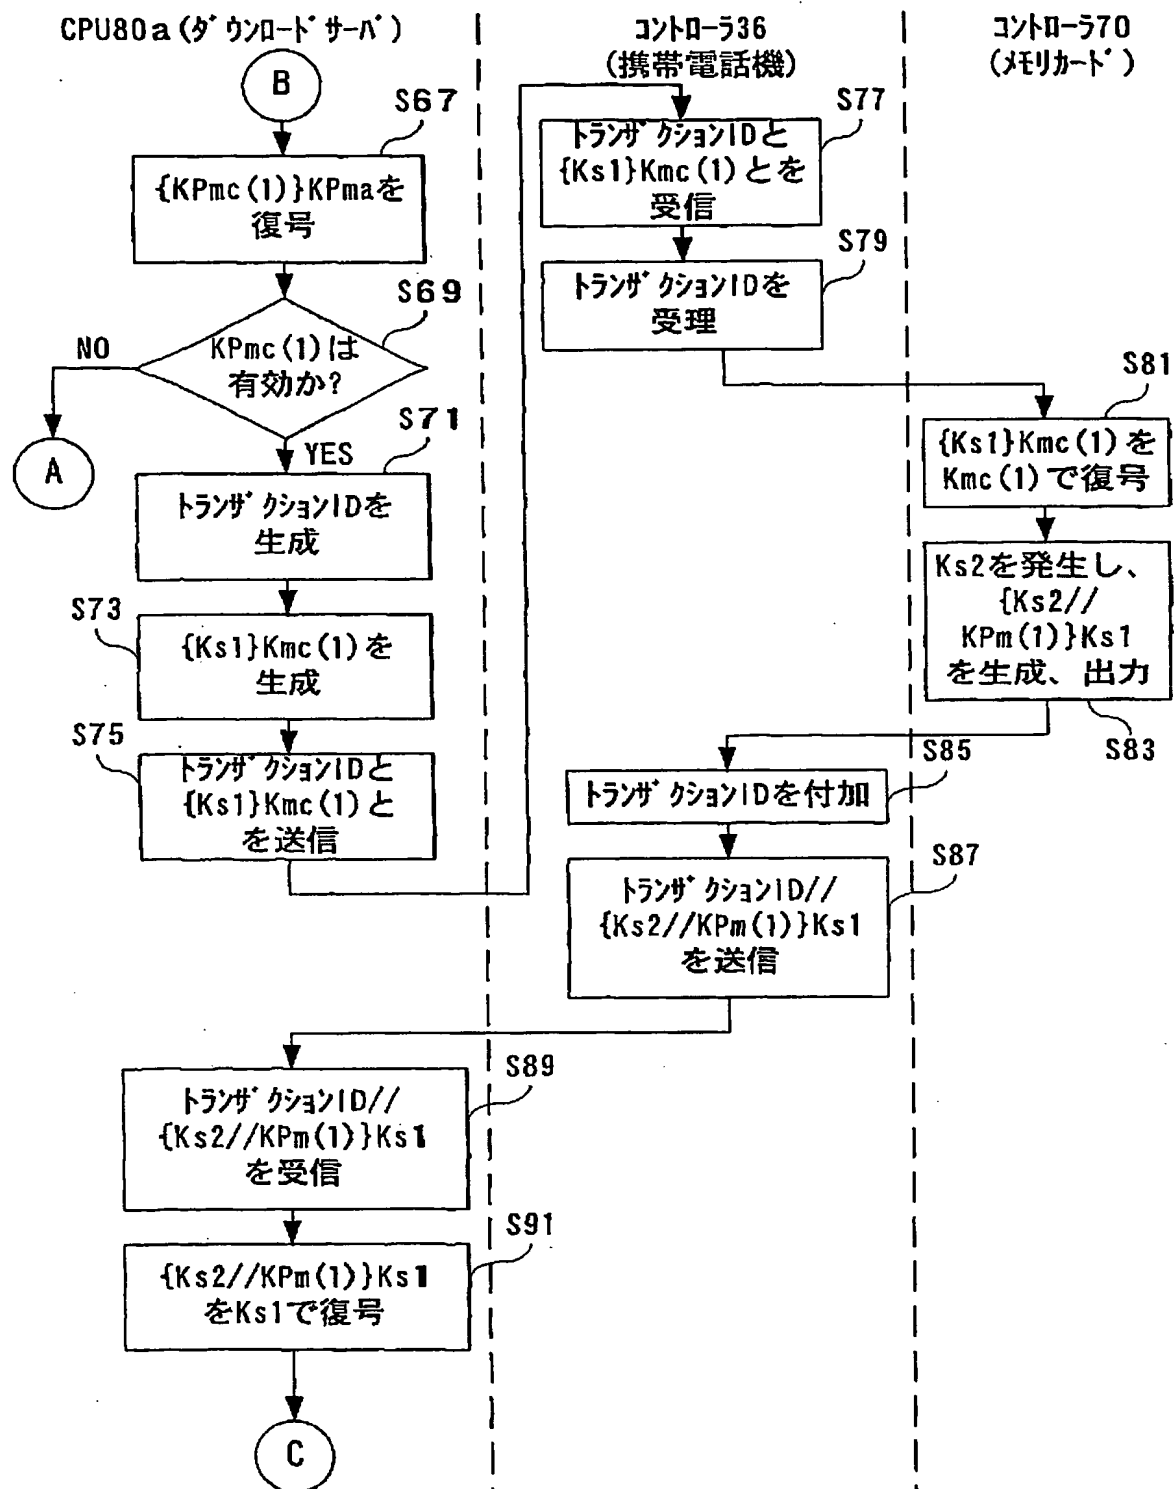 CPU80a(ﾀﾞｳﾝﾛｰﾄﾞｻｰﾊﾞ)
B
S67
{KPmc(1)}KPmaを
復号
S69
KPmc(1)は
有効か?
NO
A
YES
S71
ﾄﾗﾝｻﾞｸｼｮﾝIDを
生成
S73
{Ks1}Kmc(1)を
生成
S75
ﾄﾗﾝｻﾞｸｼｮﾝIDと
{Ks1}Kmc(1)と
を送信
ｺﾝﾄﾛｰﾗ36
(携帯電話機)
S77
ﾄﾗﾝｻﾞｸｼｮﾝIDと
{Ks1}Kmc(1)とを
受信
S79
ﾄﾗﾝｻﾞｸｼｮﾝIDを
受理
ｺﾝﾄﾛｰﾗ70
(ﾒﾓﾘｶｰﾄﾞ)
S81
{Ks1}Kmc(1)を
Kmc(1)で復号
Ks2を発生し、
{Ks2//
KPm(1)}Ks1
を生成、出力
S83
S85
ﾄﾗﾝｻﾞｸｼｮﾝIDを付加
S87
ﾄﾗﾝｻﾞｸｼｮﾝID//
{Ks2//KPm(1)}Ks1
を送信
S89
ﾄﾗﾝｻﾞｸｼｮﾝID//
{Ks2//KPm(1)}Ks1
を受信
S91
{Ks2//KPm(1)}Ks1
をKs1で復号
C